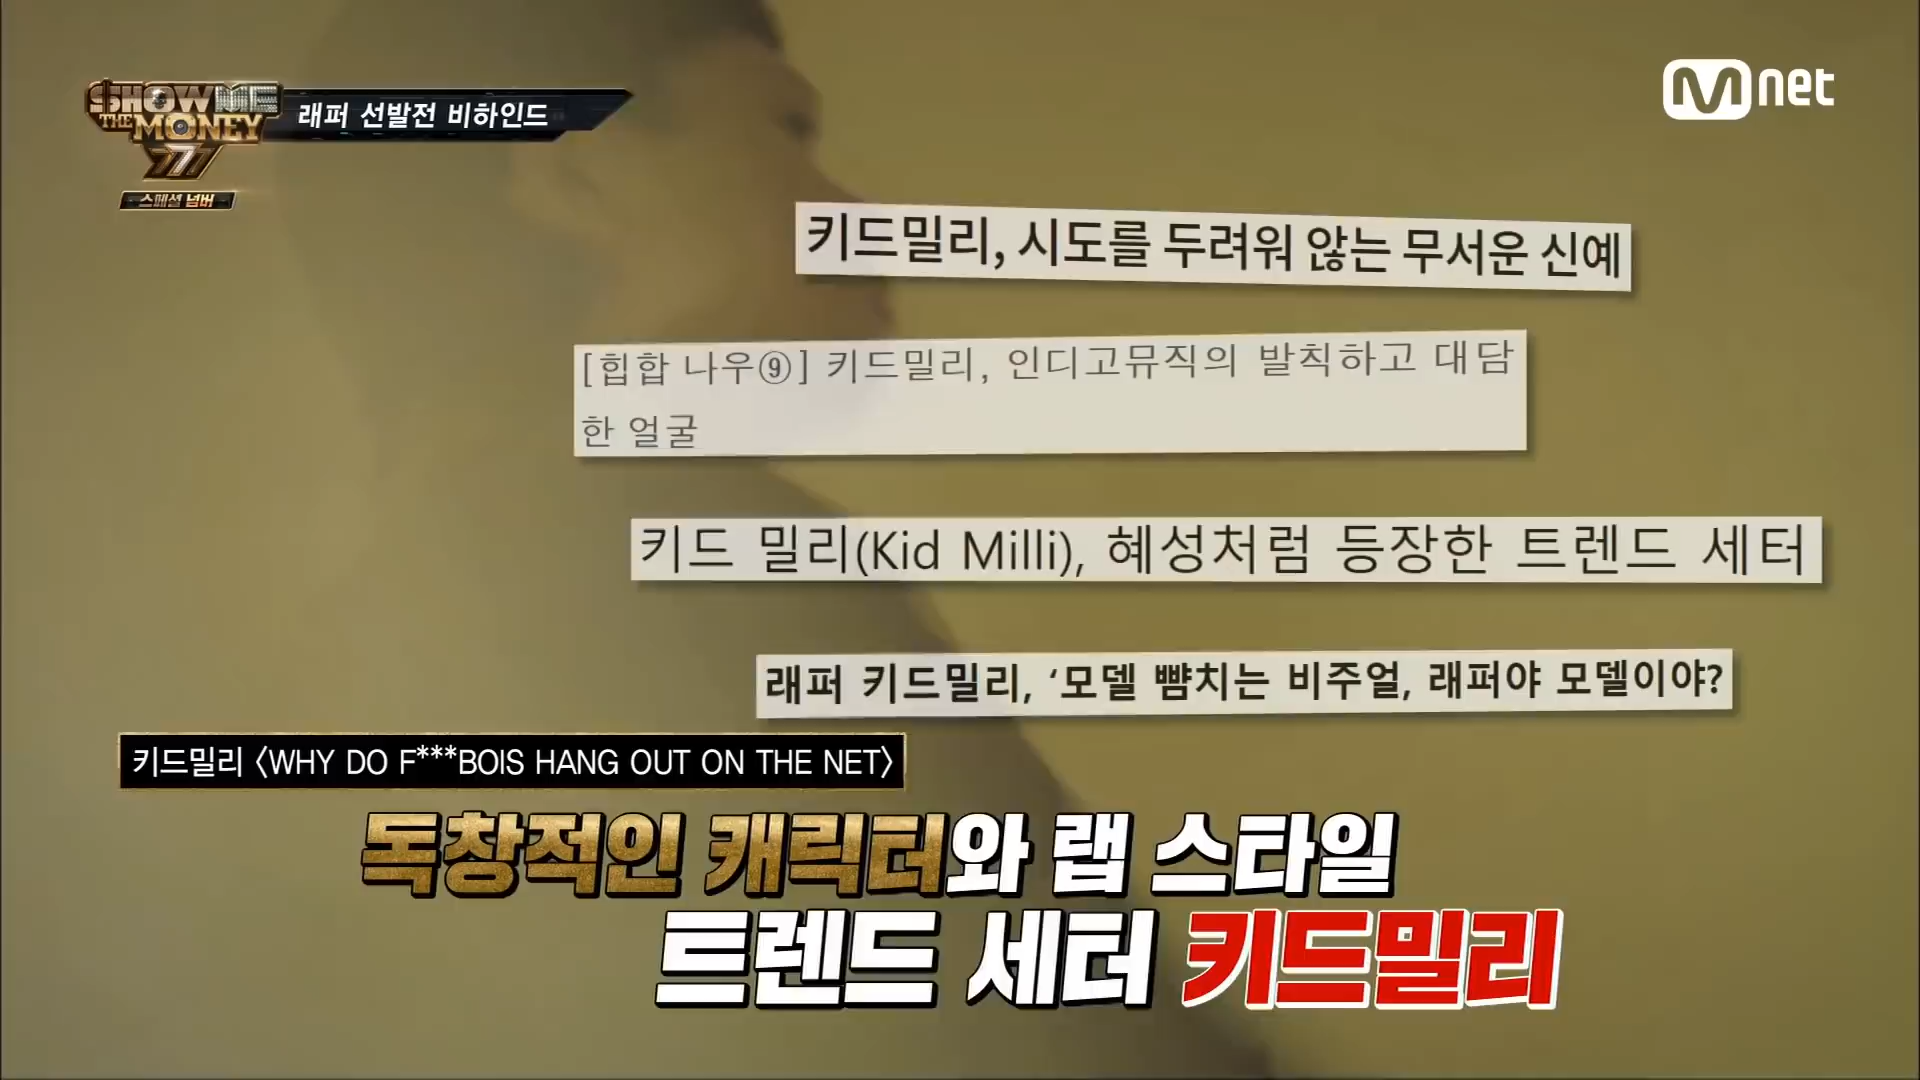 SHOW ME
THE MONEY
777
스페셜 넘버
래퍼 선발전 비하인드
Mnet
키드밀리, 시도를 두려워 않는 무서운 신예
[힙합 나우⑨] 키드밀리, 인디고뮤직의 발칙하고 대담
한 얼굴
키드 밀리(Kid Milli), 혜성처럼 등장한 트렌드 세터
래퍼 키드밀리, ‘모델 뺨치는 비주얼, 래퍼야 모델이야?
키드밀리 〈WHY DO F***BOIS HANG OUT ON THE NET〉
독창적인 캐릭터와 랩 스타일
트렌드 세터 키드밀리